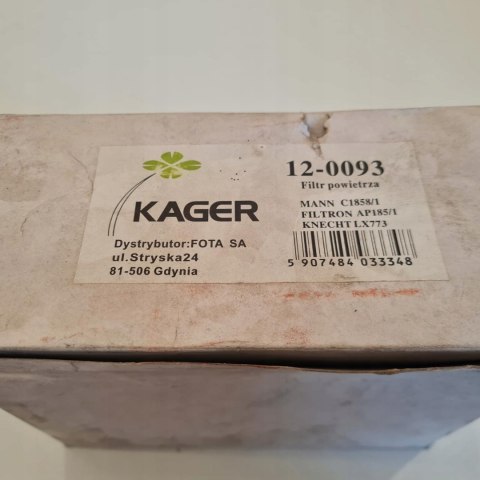 KAGER
Dystrybutor:FOTA SA
ul.Stryska24
81-506 Gdynia
12-0093
Filtr powietrza
MANN C1858/1
FILTRON AP185/1
KNECHT LX773
5 907484 033348